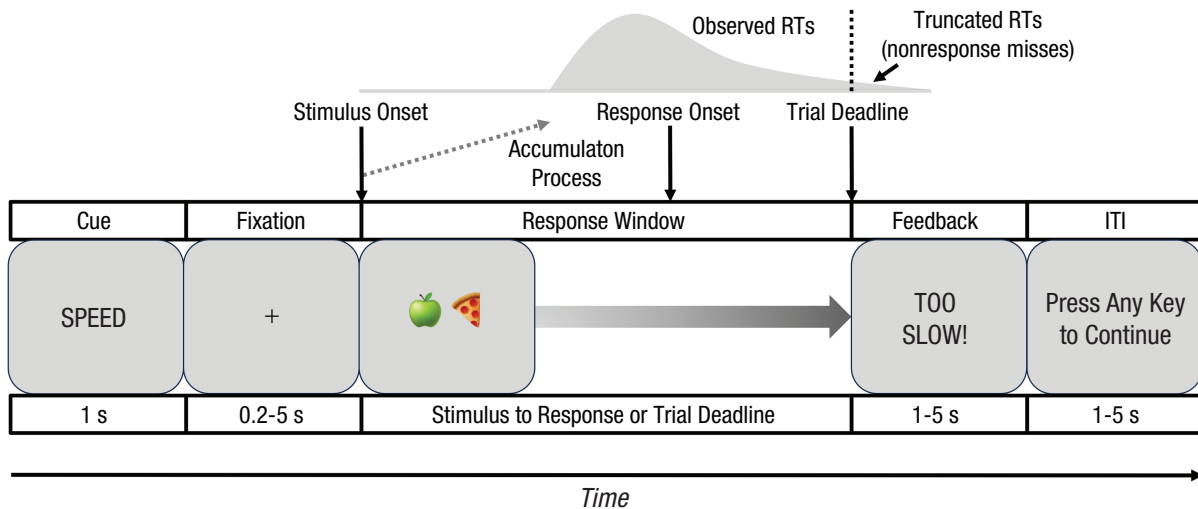 Observed RTs
Truncated RTs
(nonresponse misses)
Stimulus Onset
Response Onset
Trial Deadline
Accumulaton
Process
Cue
Fixation
Response Window
Feedback
ITI
SPEED
+
TOO
SLOW!
Press Any Key
to Continue
1 s
0.2-5 s
Stimulus to Response or Trial Deadline
1-5 s
1-5 s
Time